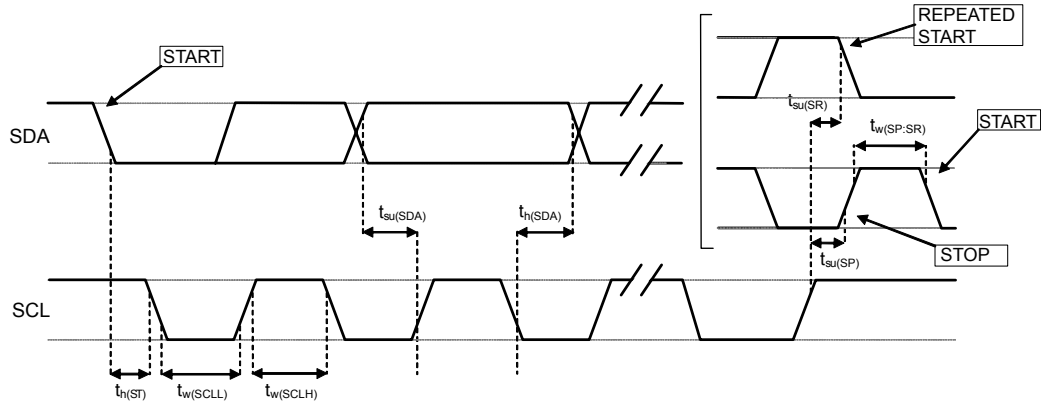 REPEATED
START
START
tsu(SR)
tw(SP:SR)
START
SDA
tsu(SDA)
th(SDA)
STOP
tsu(SP)
SCL
th(ST)
tw(SCLL)
tw(SCLH)